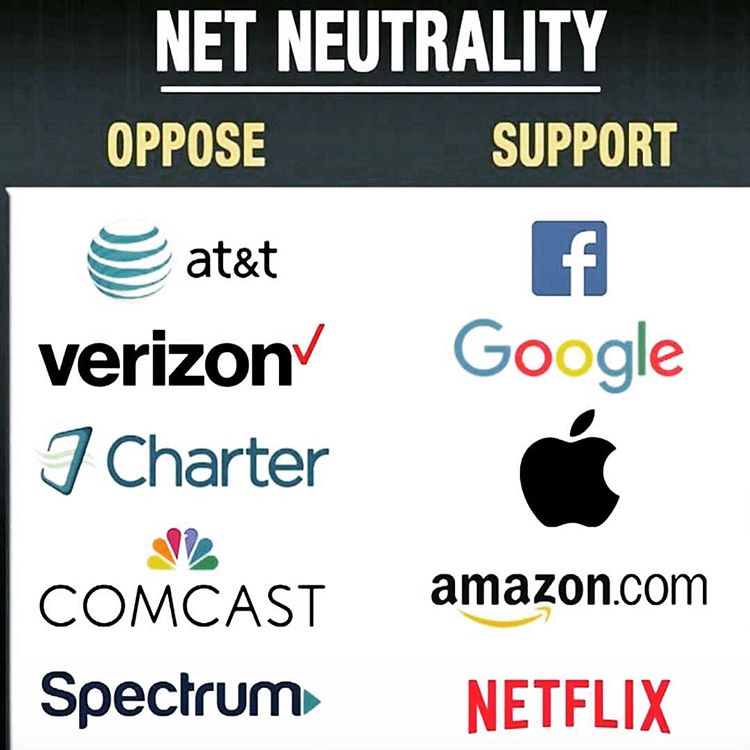 NET NEUTRALITY
OPPOSE SUPPORT
at&t
verizon
Google
Charter
COMCAST
amazon.com
Spectrum
NETFLIX